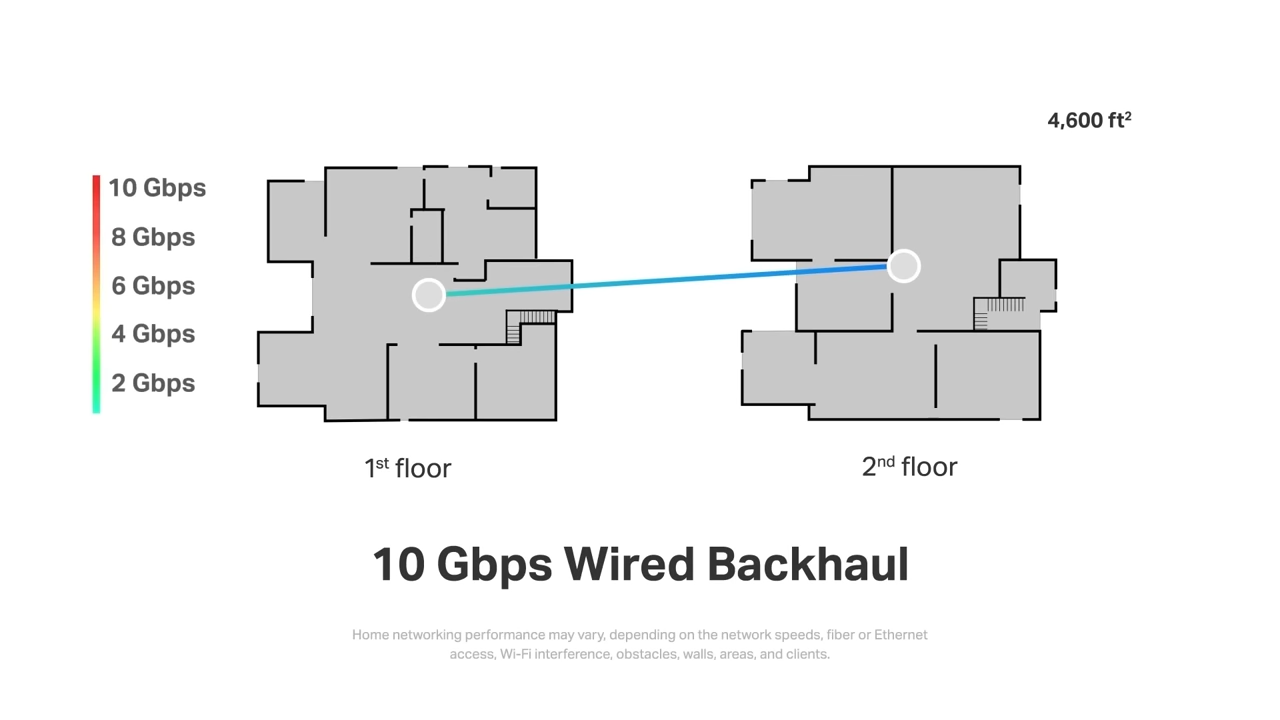 4,600 ft²
10 Gbps
8 Gbps
6 Gbps
4 Gbps
2 Gbps
1st floor
2nd floor
10 Gbps Wired Backhaul
Home networking performance may vary, depending on the network speeds, fiber or Ethernet
access, Wi-Fi interference, obstacles, walls, areas, and clients.